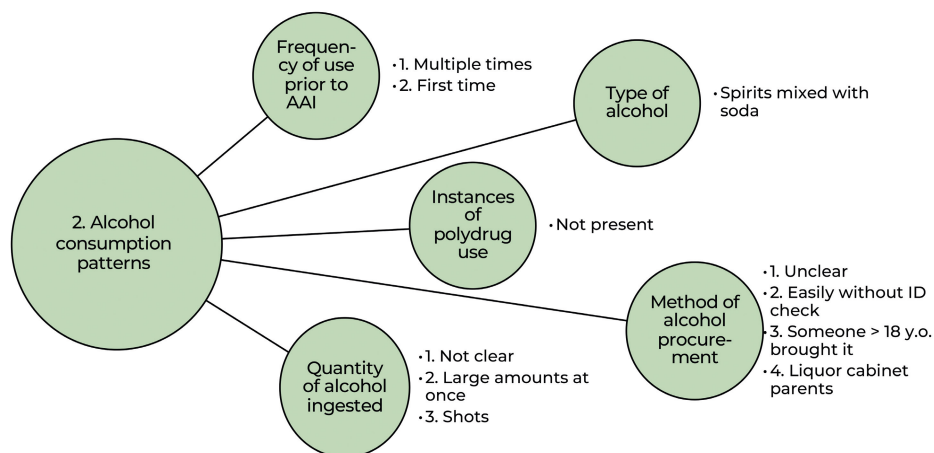 Frequen-
cy of use
prior to
AAI
•1. Multiple times
•2. First time
Type of
alcohol
•Spirits mixed with
soda
2. Alcohol
consumption
patterns
Instances
of
polydrug
use
•Not present
Method of
alcohol
procure-
ment
•1. Unclear
•2. Easily without ID
check
•3. Someone > 18 y.o.
brought it
•4. Liquor cabinet
parents
Quantity
of alcohol
ingested
•1. Not clear
•2. Large amounts at
once
•3. Shots